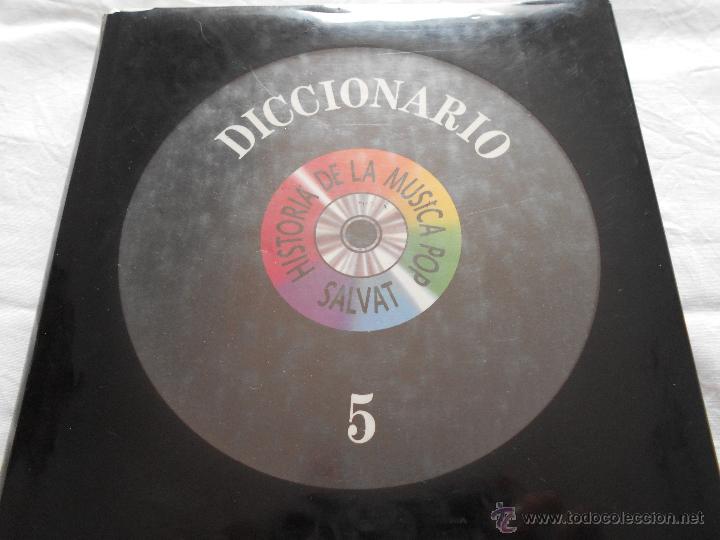 DICCIONARIO
HISTORIA DE LA MUSICA POP
SALVAT
5
www.todocoleccion.net